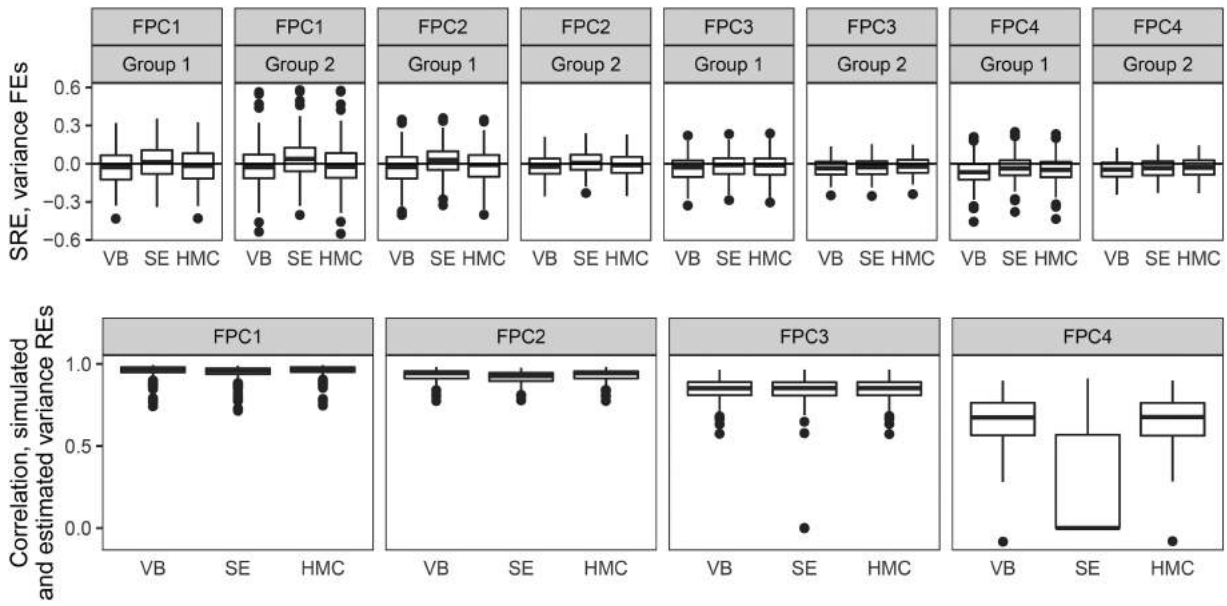 FPC1 FPC1 FPC2 FPC2 FPC3 FPC3 FPC4 FPC4
Group 1 Group 2 Group 1 Group 2 Group 1 Group 2 Group 1 Group 2
SRE, variance FEs
0.6
0.3
0.0
−0.3
−0.6
VB SE HMC VB SE HMC VB SE HMC VB SE HMC VB SE HMC VB SE HMC VB SE HMC VB SE HMC
FPC1 FPC2 FPC3 FPC4
Correlation, simulated
and estimated variance REs
1.0
0.5
0.0
VB SE HMC VB SE HMC VB SE HMC VB SE HMC